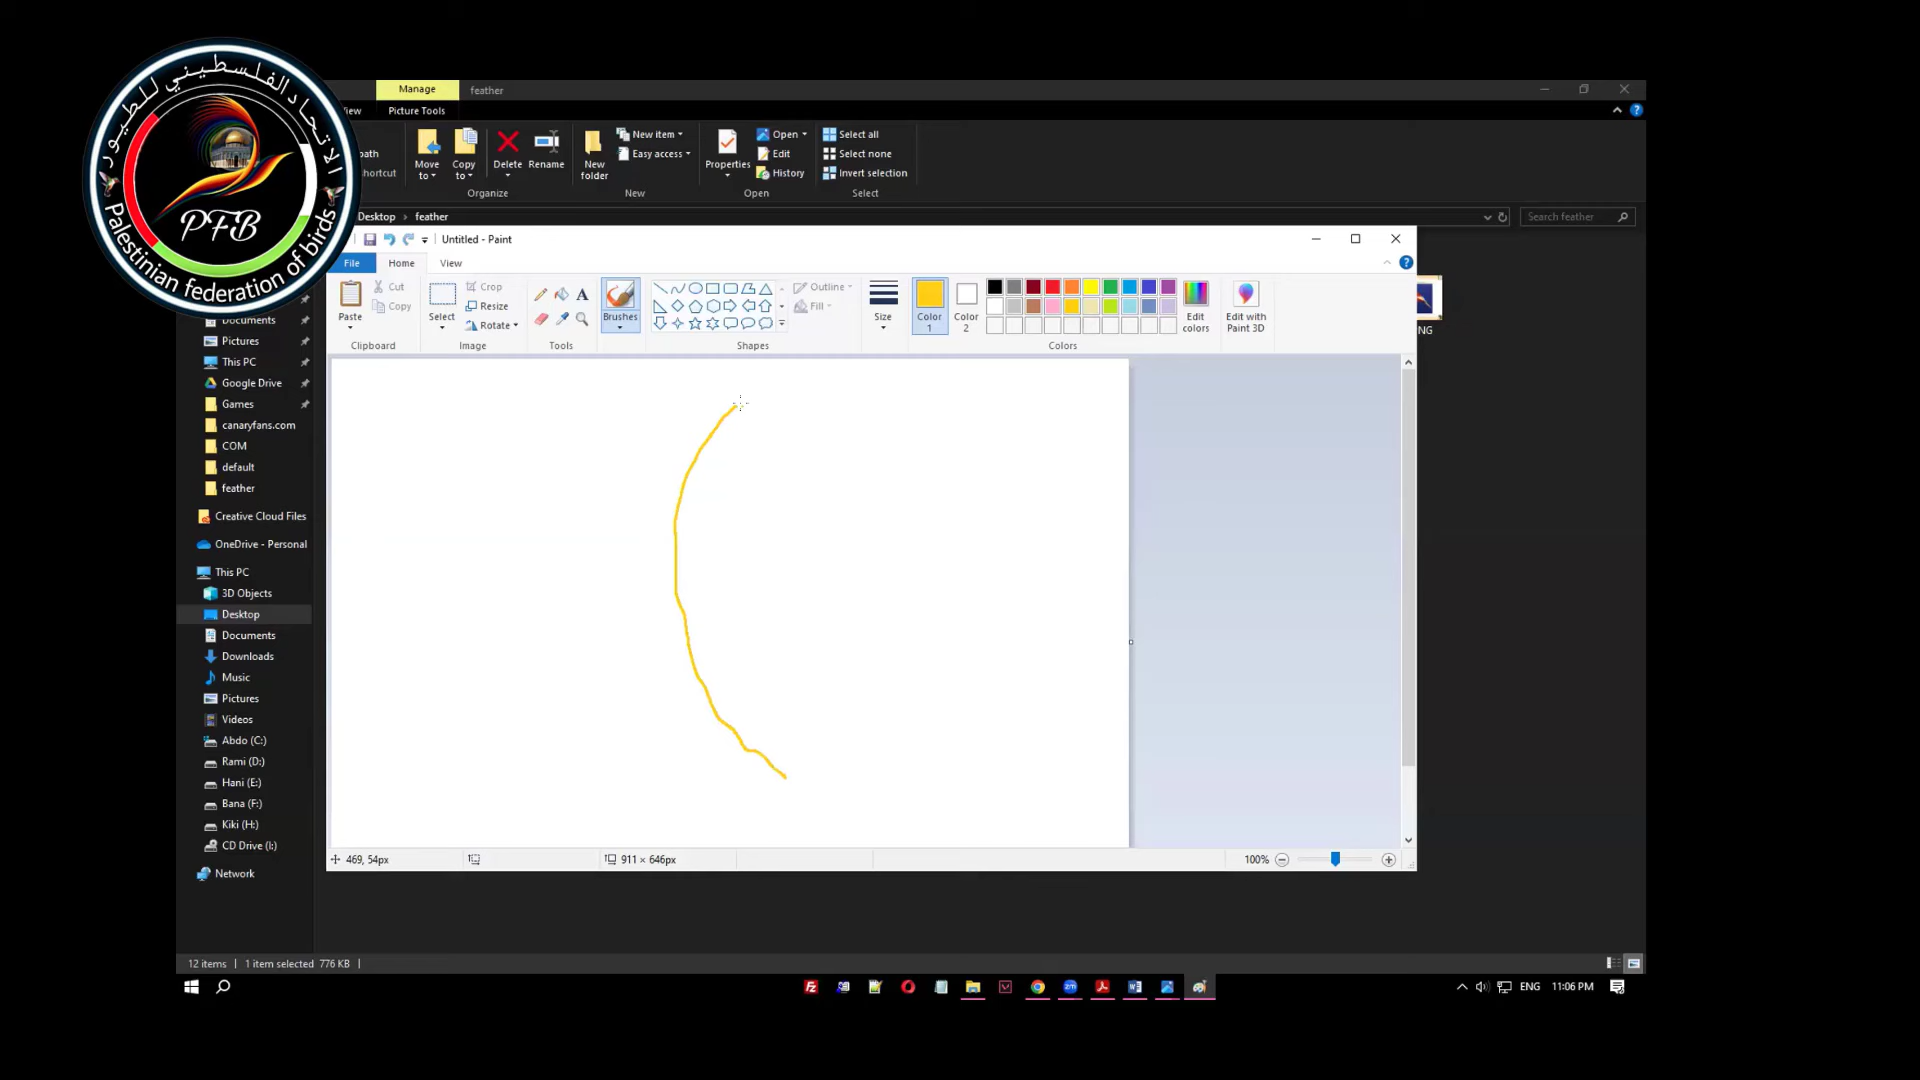 الاتحاد الفلسطيني للطيور
PFB
Palestinian federation of birds
Manage
feather
View
Picture Tools
path
shortcut
Move to
Copy to
Delete
Rename
New folder
New item
Easy access
Properties
Open
Edit
History
Select all
Select none
Invert selection
Organize
New
Open
Select
Desktop
feather
Search feather
Untitled - Paint
File
Home
View
Paste
Cut
Copy
Select
Crop
Resize
Rotate
Brushes
Outline
Fill
Size
Color 1
Color 2
Edit colors
Edit with Paint 3D
Clipboard
Image
Tools
Shapes
Colors
NG
Documents
Pictures
This PC
Google Drive
Games
canaryfans.com
COM
default
feather
Creative Cloud Files
OneDrive - Personal
This PC
3D Objects
Desktop
Documents
Downloads
Music
Pictures
Videos
Abdo (C:)
Rami (D:)
Hani (E:)
Bana (F:)
Kiki (H:)
CD Drive (I:)
Network
469, 54px
911 × 646px
100%
12 items
1 item selected 776 KB
ENG
11:06 PM